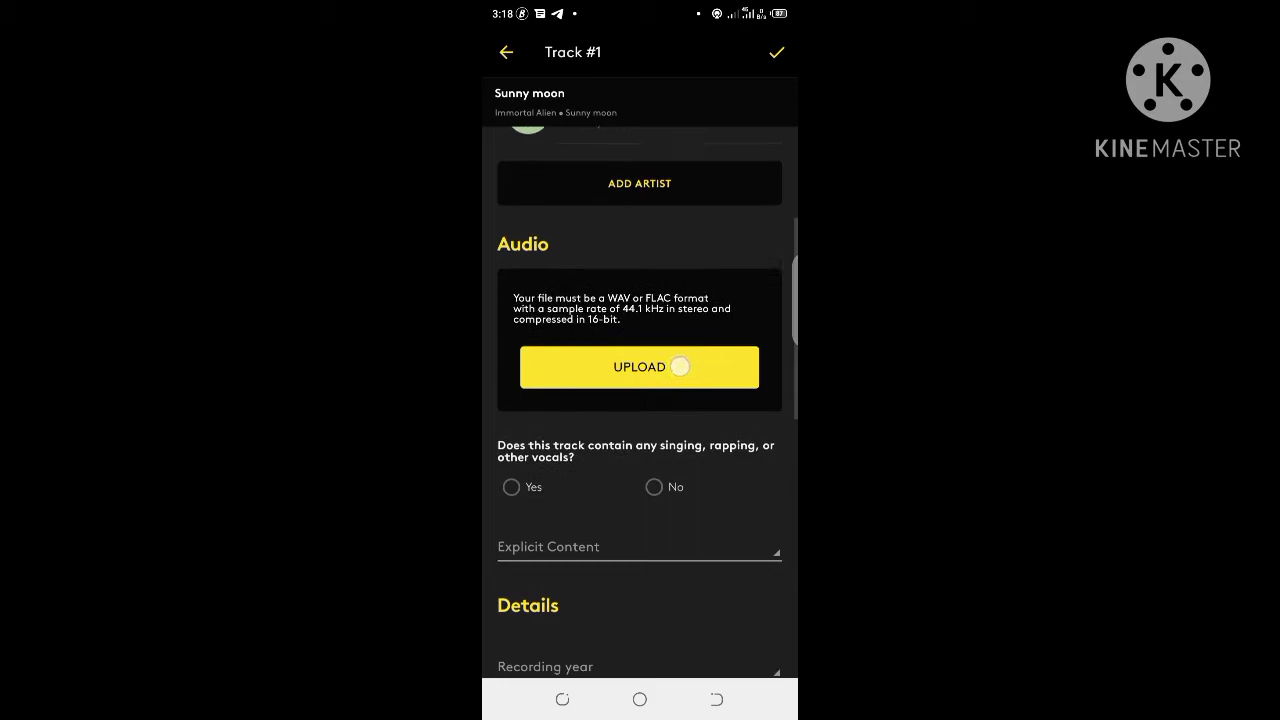 3:18
87
Track #1
Sunny moon
Immortal Alien • Sunny moon
ADD ARTIST
Audio
Your file must be a WAV or FLAC format
with a sample rate of 44.1 kHz in stereo and
compressed in 16-bit.
UPLOAD
Does this track contain any singing, rapping, or
other vocals?
Yes
No
Explicit Content
Details
Recording year
K
KINEMASTER